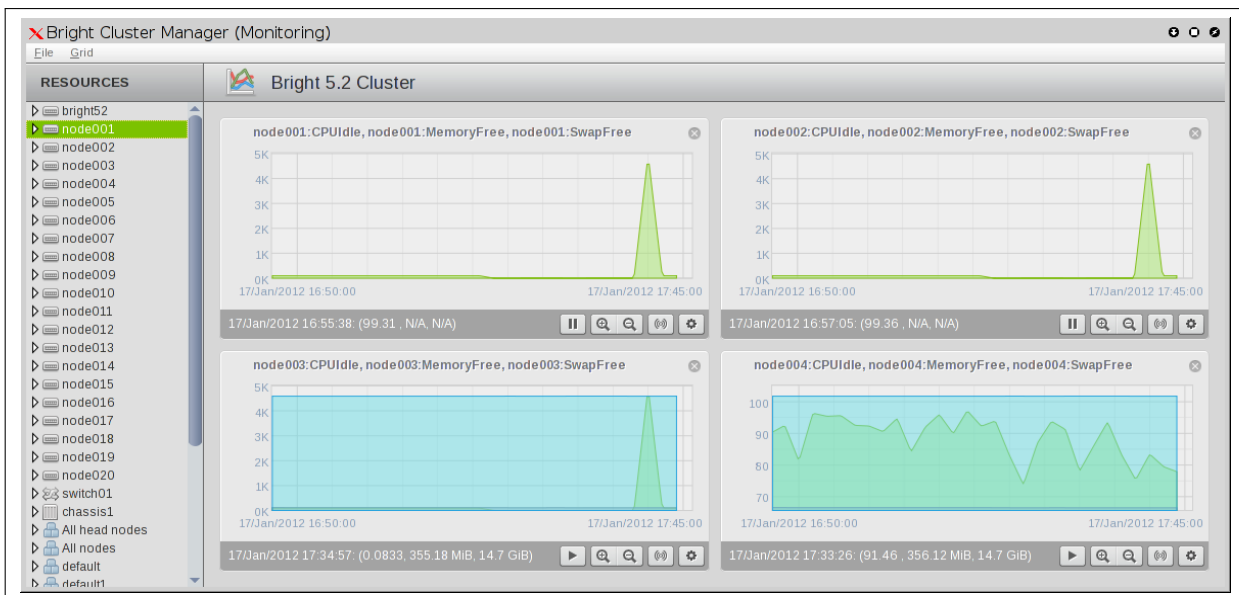 Bright Cluster Manager (Monitoring)
File Grid
RESOURCES
Bright 5.2 Cluster
bright52
node001
node002
node003
node004
node005
node006
node007
node008
node009
node010
node011
node012
node013
node014
node015
node016
node017
node018
node019
node020
switch01
chassis1
All head nodes
All nodes
default
default1
node001:CPUIdle, node001:MemoryFree, node001:SwapFree
5K
4K
3K
2K
1K
0K
17/Jan/2012 16:50:00 17/Jan/2012 17:45:00
17/Jan/2012 16:55:38: (99.31 , N/A, N/A)
node002:CPUIdle, node002:MemoryFree, node002:SwapFree
5K
4K
3K
2K
1K
0K
17/Jan/2012 16:50:00 17/Jan/2012 17:45:00
17/Jan/2012 16:57:05: (99.36 , N/A, N/A)
node003:CPUIdle, node003:MemoryFree, node003:SwapFree
5K
4K
3K
2K
1K
0K
17/Jan/2012 16:50:00 17/Jan/2012 17:45:00
17/Jan/2012 17:34:57: (0.0833, 355.18 MiB, 14.7 GiB)
node004:CPUIdle, node004:MemoryFree, node004:SwapFree
100
90
80
70
17/Jan/2012 16:50:00 17/Jan/2012 17:45:00
17/Jan/2012 17:33:26: (91.46 , 356.12 MiB, 14.7 GiB)